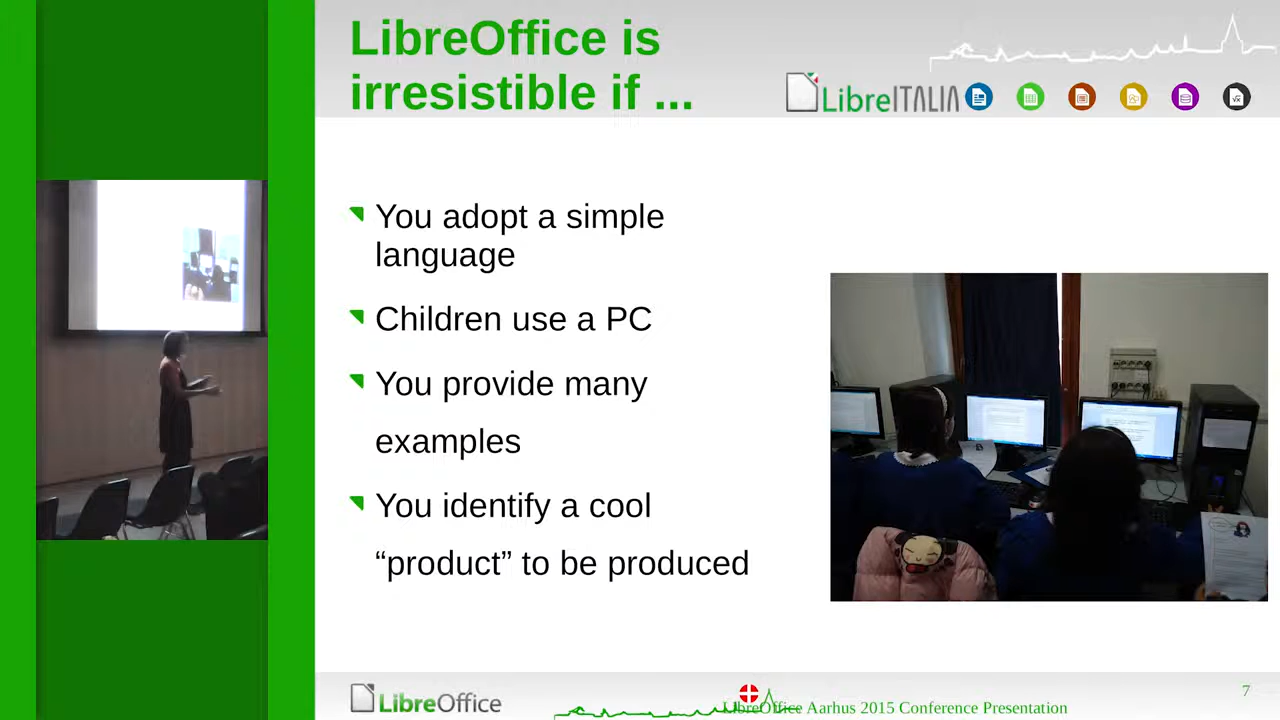 LibreOffice is
irresistible if ...
LibreITALIA
You adopt a simple
language
Children use a PC
You provide many
examples
You identify a cool
“product” to be produced
LibreOffice
LibreOffice Aarhus 2015 Conference Presentation
7